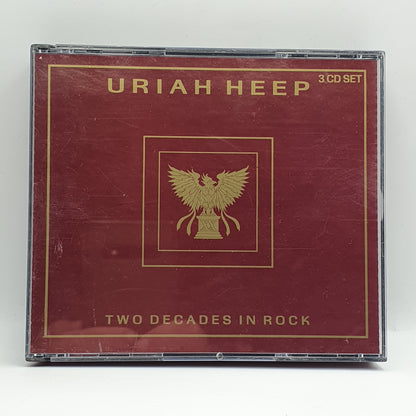 3 CD SET
URIAH HEEP
TWO DECADES IN ROCK